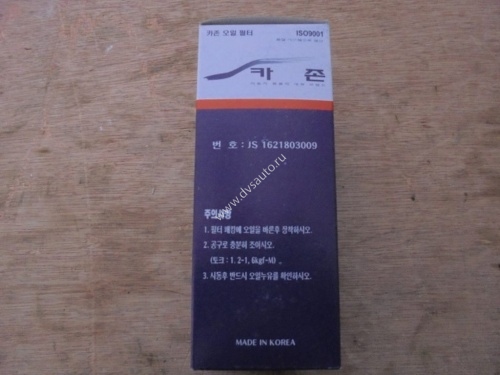 카존 오일 필터 ISO9001
카 존
번 호 : JS 1621803009
www.dvsauto.ru
주의사항
1. 필터 패킹에 오일을 바른후 장착하시오.
2. 공구로 충분히 조이시오.
(토크 : 1. 2~1. 6kgf-M)
3. 시동후 반드시 오일누유를 확인하시오.
MADE IN KOREA